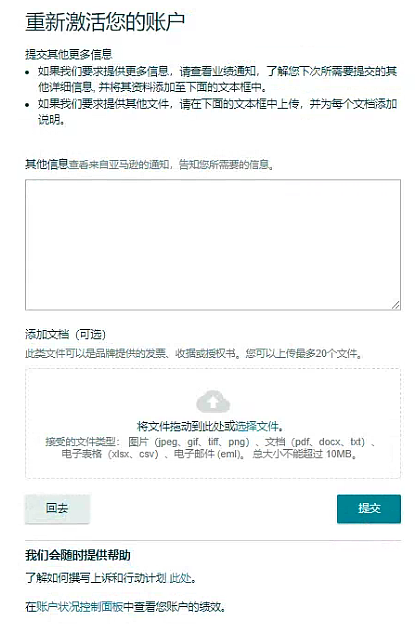 重新激活您的账户
提交其他更多信息
• 如果我们要求提供更多信息，请查看业绩通知，了解您下次所需要提交的其
他详细信息, 并将其资料添加至下面的文本框中。
• 如果我们要求提供其他文件，请在下面的文本框中上传，并为每个文档添加
说明。
其他信息查看来自亚马逊的通知，告知您所需要的信息。
添加文档（可选）
此类文件可以是品牌提供的发票、收据或授权书。您可以上传最多20个文件。
将文件拖动到此处或选择文件。
接受的文件类型： 图片（jpeg、gif、tiff、png）、文档（pdf、docx、txt）、
电子表格（xlsx、csv）、电子邮件 (eml)。 总大小不能超过 10MB。
回去
提交
我们会随时提供帮助
了解如何撰写上诉和行动计划 此处。
在账户状况控制面板中查看您账户的绩效。